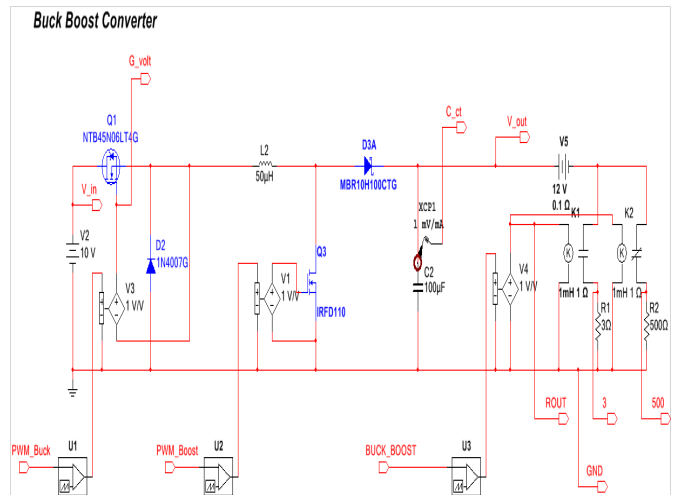 Buck Boost Converter
G_volt
Q1
NTB45N06LT4G
C_ct
V_out
D3A
V5
L2
50μH
MBR10H100CTG
12 V
0.1 Ω
V_in
XCP1
1 mV/mA
K1
K2
V2
10 V
D2
1N4007G
Q3
K
K
C2
100μF
V3
1 V/V
V1
1 V/V
V4
1 V/V
1mH 1 Ω
1mH 1 Ω
IRFD110
R1
3Ω
R2
500Ω
ROUT
3
500
PWM_Buck
U1
PWM_Boost
U2
BUCK_BOOST
U3
GND